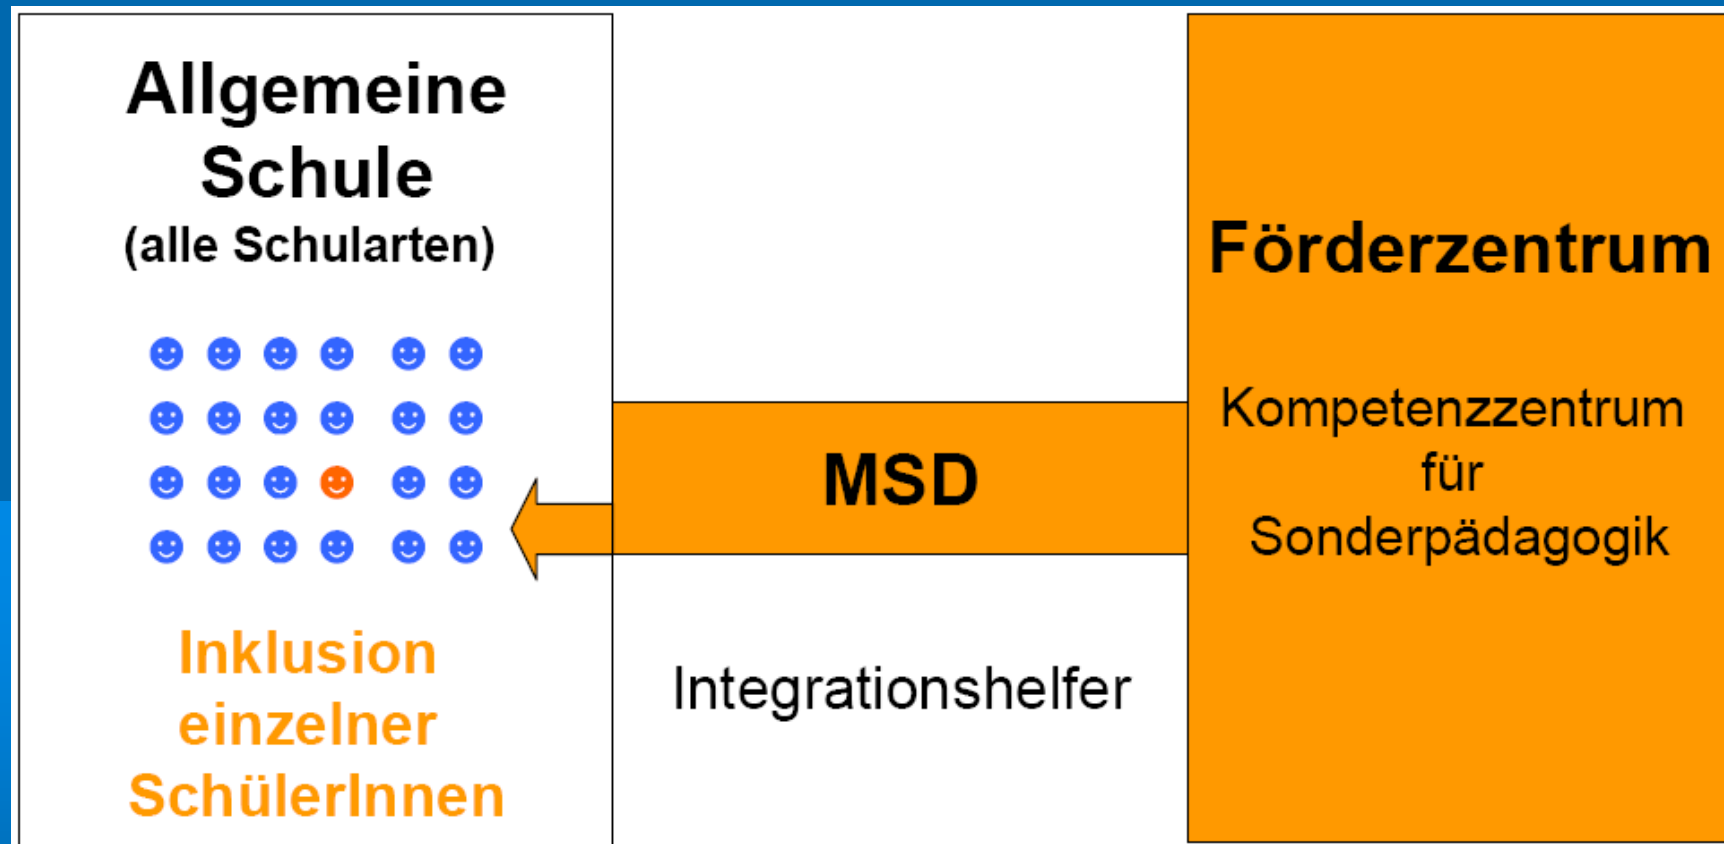 Allgemeine
Schule
(alle Schularten)
Inklusion
einzelner
SchülerInnen
MSD
Integrationshelfer
Förderzentrum
Kompetenzzentrum
für
Sonderpädagogik